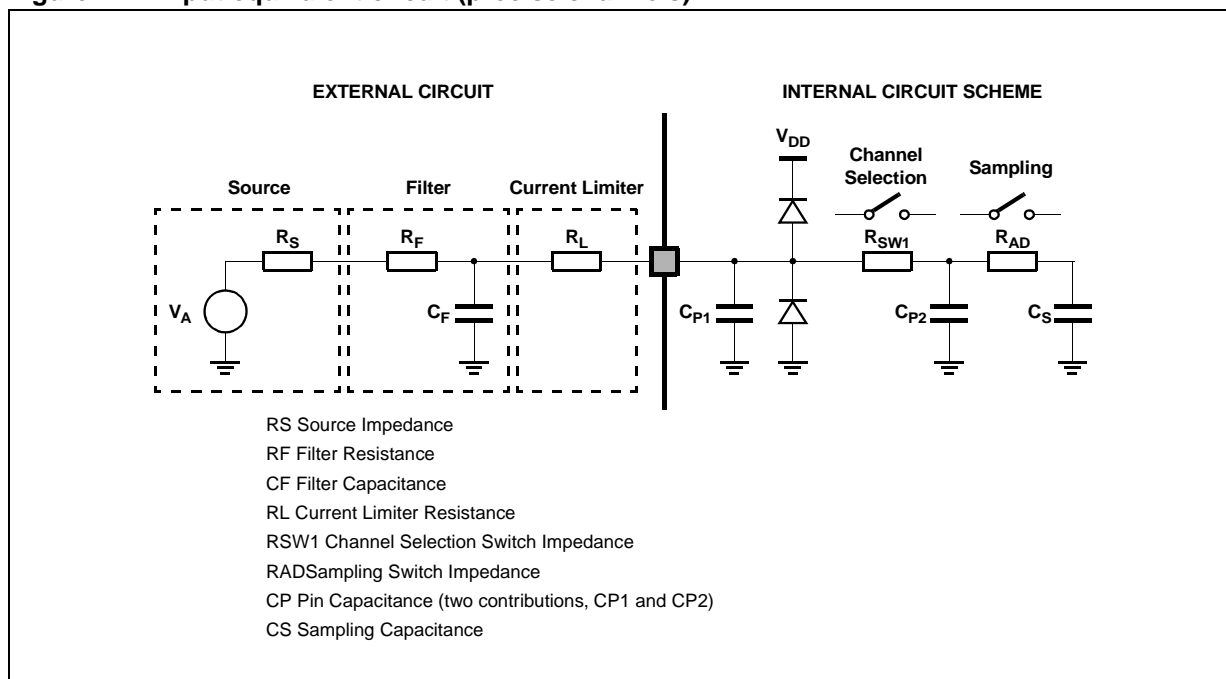 EXTERNAL CIRCUIT
INTERNAL CIRCUIT SCHEME
VDD
Channel
Selection
Sampling
Source
Filter
Current Limiter
RS
RF
RL
RSW1
RAD
VA
CF
CP1
CP2
CS
RS Source Impedance
RF Filter Resistance
CF Filter Capacitance
RL Current Limiter Resistance
RSW1 Channel Selection Switch Impedance
RADSampling Switch Impedance
CP Pin Capacitance (two contributions, CP1 and CP2)
CS Sampling Capacitance